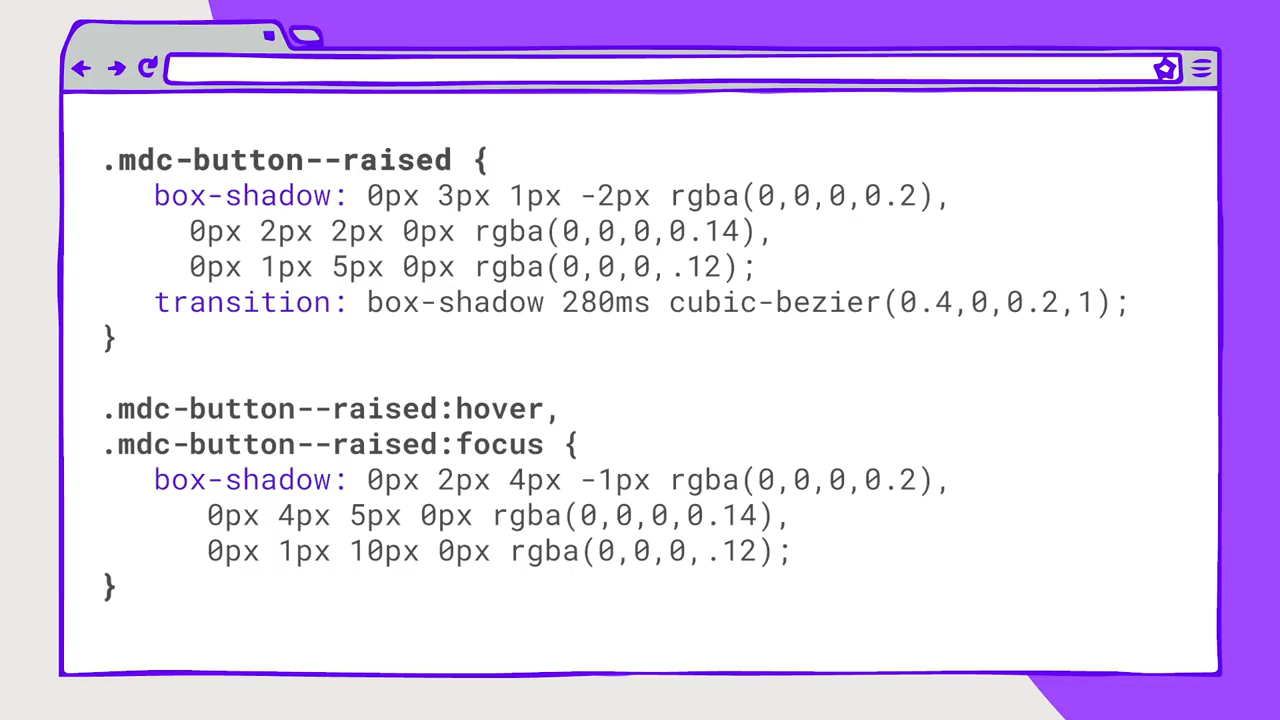 .mdc-button--raised {
box-shadow: 0px 3px 1px -2px rgba(0,0,0,0.2),
0px 2px 2px 0px rgba(0,0,0,0.14),
0px 1px 5px 0px rgba(0,0,0,.12);
transition: box-shadow 280ms cubic-bezier(0.4,0,0.2,1);
}
.mdc-button--raised:hover,
.mdc-button--raised:focus {
box-shadow: 0px 2px 4px -1px rgba(0,0,0,0.2),
0px 4px 5px 0px rgba(0,0,0,0.14),
0px 1px 10px 0px rgba(0,0,0,.12);
}